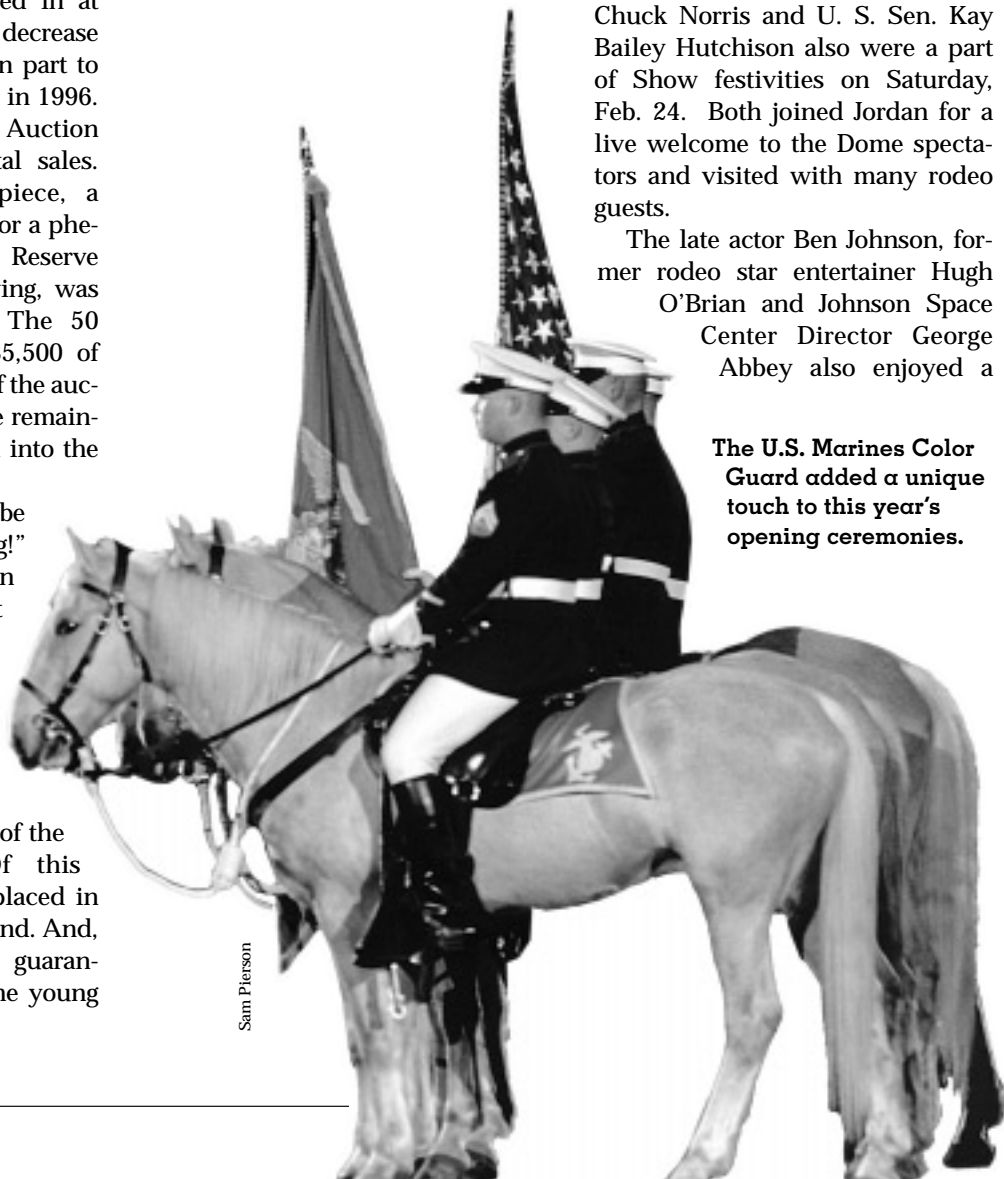 ed in at
decrease
n part to
in 1996.
Auction
tal sales.
piece, a
or a phe-
Reserve
ing, was
The 50
5,500 of
f the auc-
e remain-
into the
be
g!”
n
t
of the
f this
placed in
nd. And,
guaran-
ne young
Sam Pierson
Chuck Norris and U. S. Sen. Kay
Bailey Hutchison also were a part
of Show festivities on Saturday,
Feb. 24. Both joined Jordan for a
live welcome to the Dome specta-
tors and visited with many rodeo
guests.
The late actor Ben Johnson, for-
mer rodeo star entertainer Hugh
O’Brian and Johnson Space
Center Director George
Abbey also enjoyed a
The U.S. Marines Color
Guard added a unique
touch to this year’s
opening ceremonies.